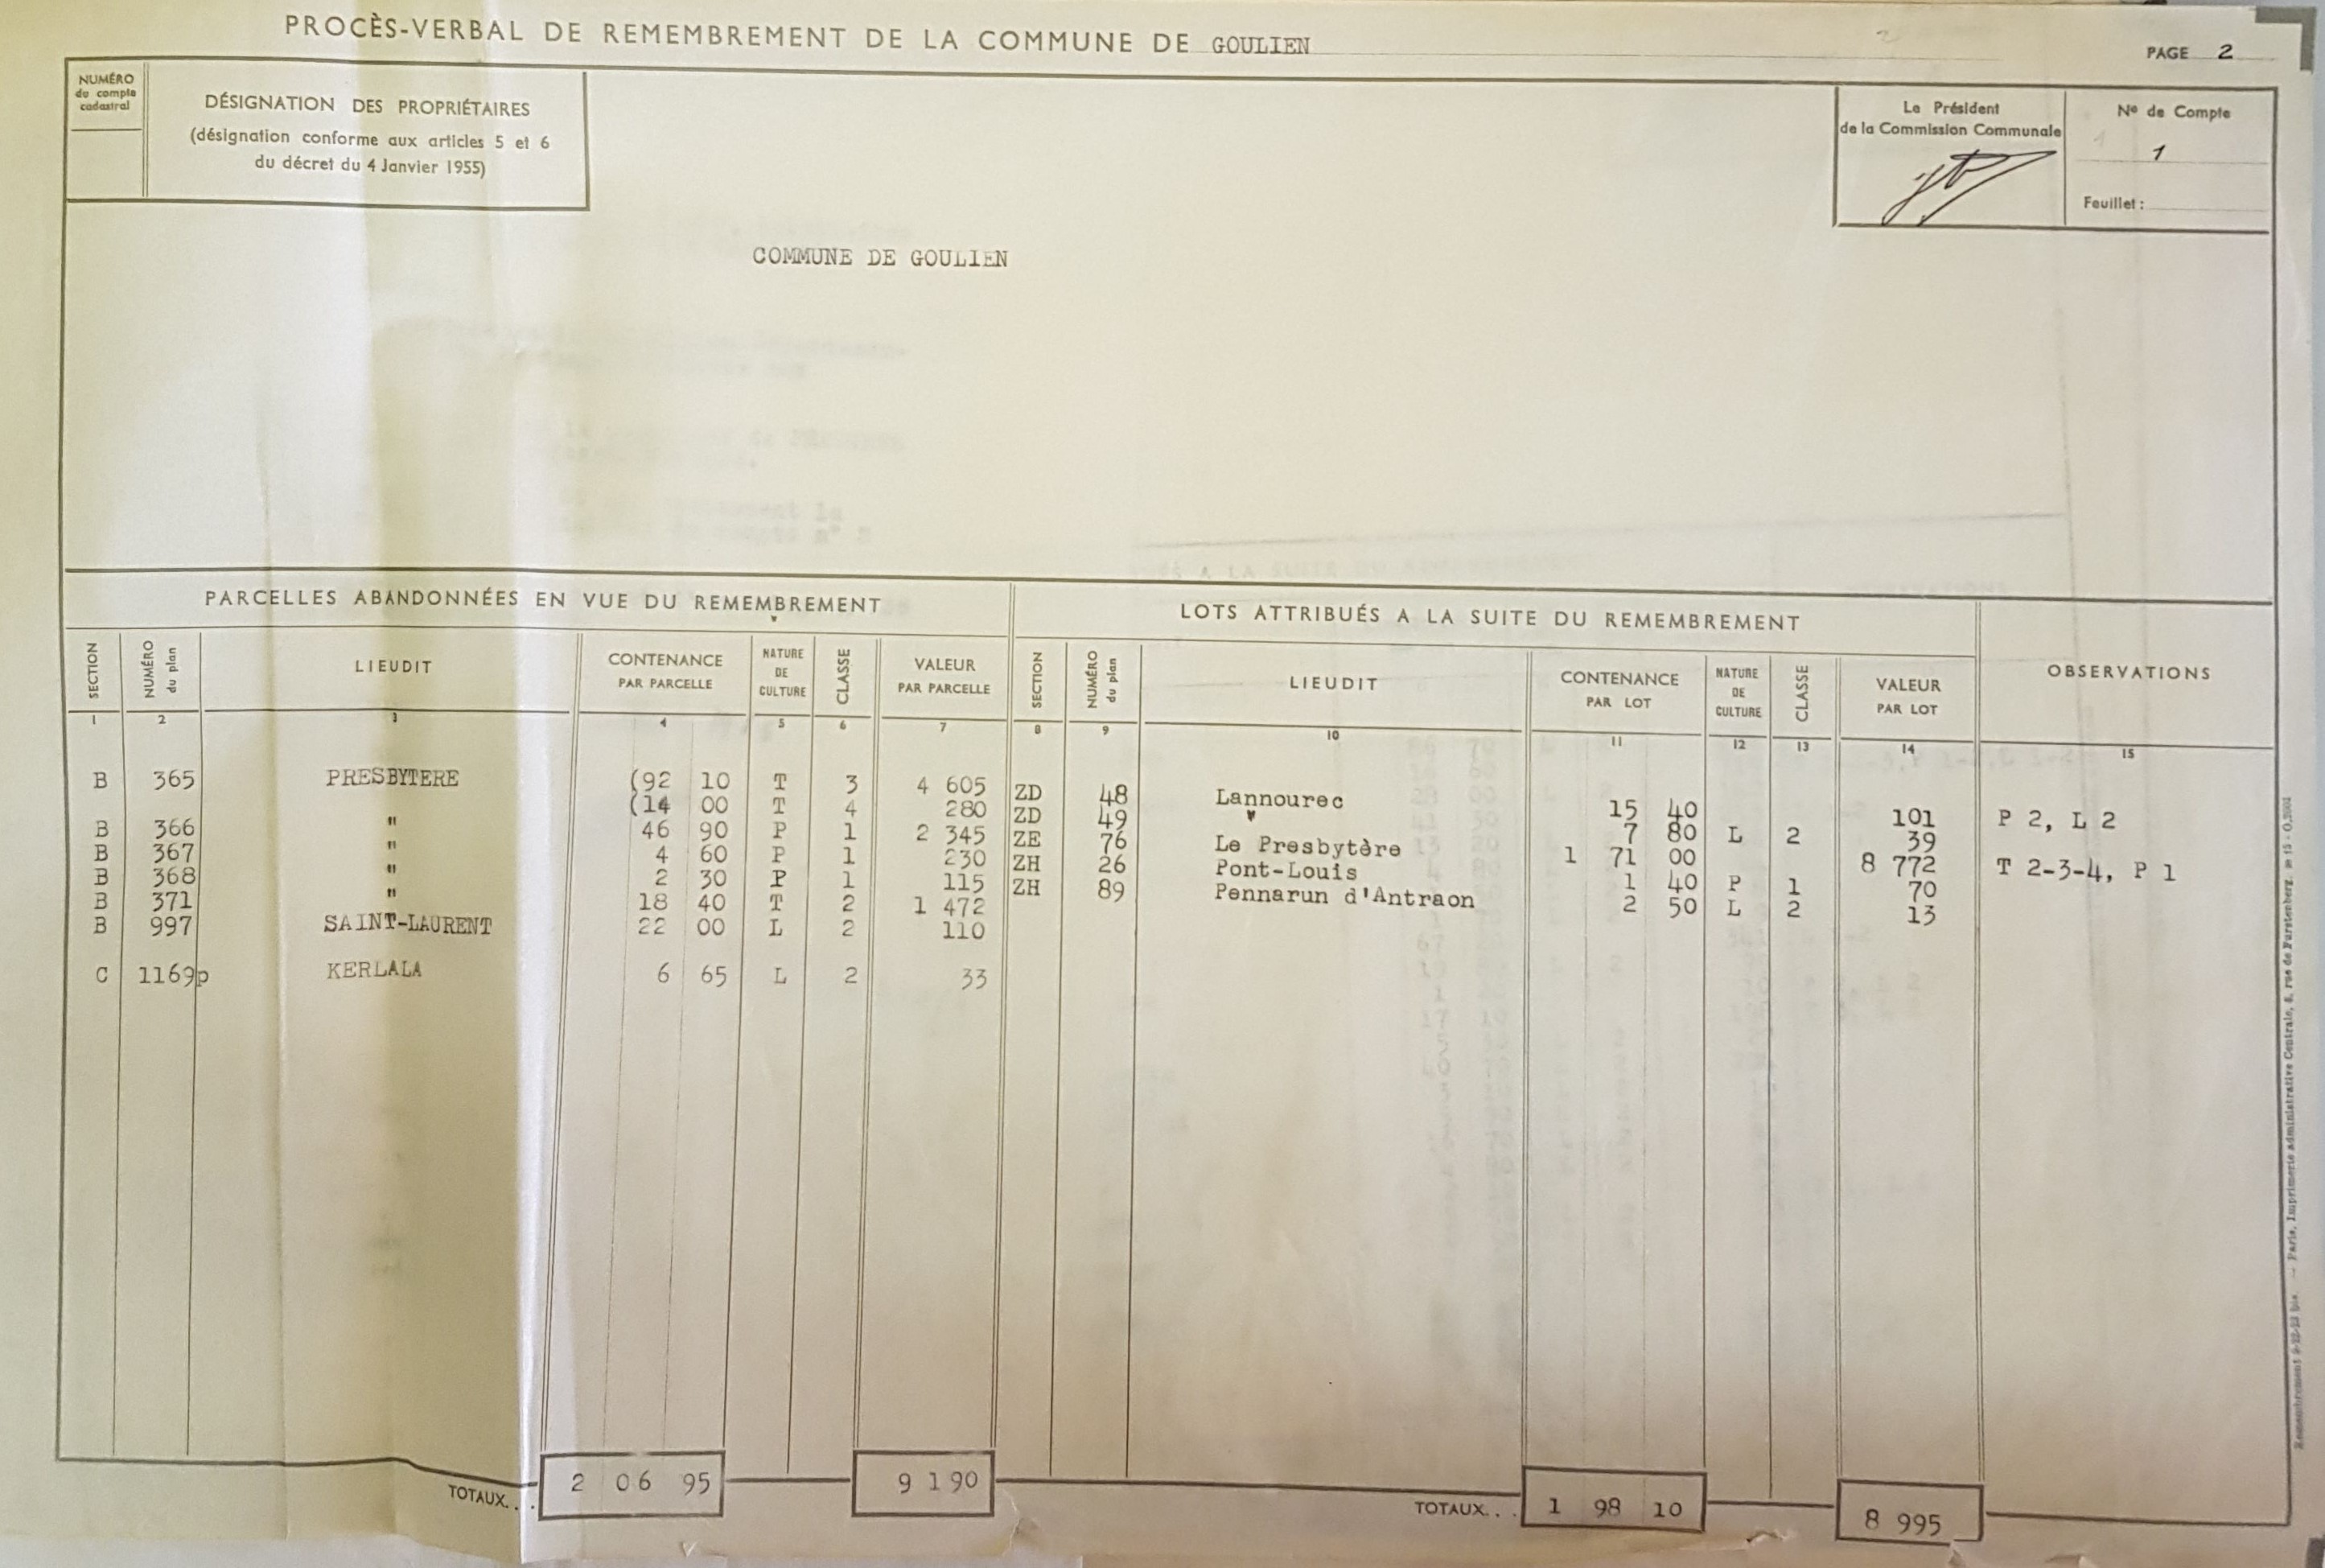 PROCÈS-VERBAL DE REMEMBREMENT DE LA COMMUNE DE GOULIEN
PAGE 2
NUMÉRO
du compte
cadastral
DÉSIGNATION DES PROPRIÉTAIRES
(désignation conforme aux articles 5 et 6
du décret du 4 Janvier 1955)
Le Président
de la Commission Communale
Nº de Compte
1
Feuillet :
COMMUNE DE GOULIEN
PARCELLES ABANDONNÉES EN VUE DU REMEMBREMENT
LOTS ATTRIBUÉS A LA SUITE DU REMEMBREMENT
SECTION NUMÉRO du plan LIEUDIT CONTENANCE PAR PARCELLE NATURE DE CULTURE CLASSE VALEUR PAR PARCELLE SECTION NUMÉRO du plan LIEUDIT CONTENANCE PAR LOT NATURE DE CULTURE CLASSE VALEUR PAR LOT OBSERVATIONS
1 2 3 4 5 6 7 8 9 10 11 12 13 14 15
B 365 PRESBYTERE (92 10 T 3 4 605
(14 00 T 4 280
B 366 " 46 90 P 1 2 345
B 367 " 4 60 P 1 230
B 368 " 2 30 P 1 115
B 371 " 18 40 T 2 1 472
B 997 SAINT-LAURENT 22 00 L 2 110
C 1169p KERLALA 6 65 L 2 33
ZD 48 Lannourec 15 40 101 P 2, L 2
ZD 49 " 7 80 L 2 39
ZE 76 Le Presbytère 1 71 00 8 772 T 2-3-4, P 1
ZH 26 Pont-Louis 1 40 P 1 70
ZH 89 Pennarun d'Antraon 2 50 L 2 13
TOTAUX. . . 2 06 95 9 190
TOTAUX. . . 1 98 10 8 995